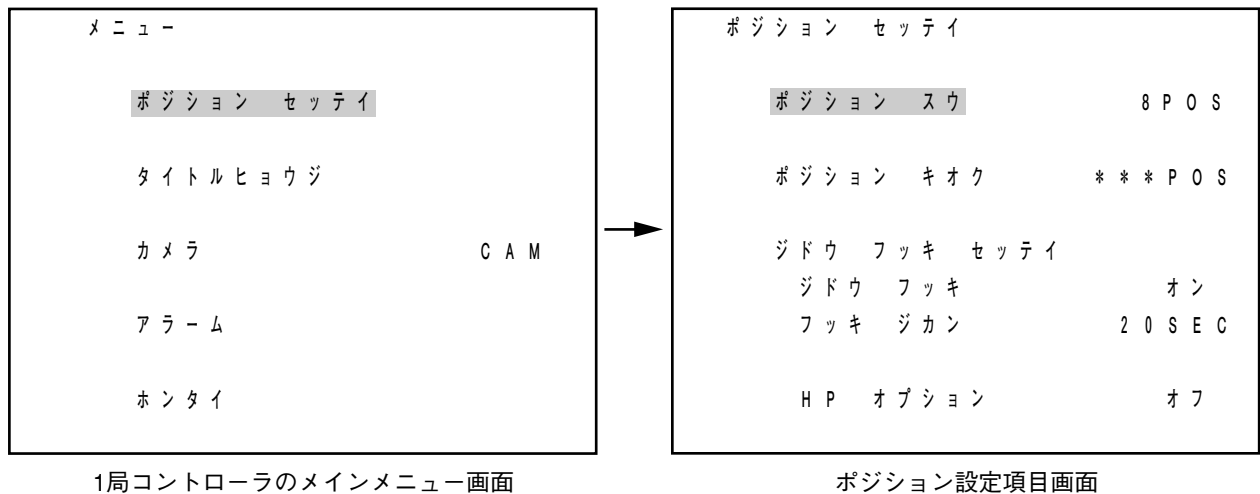 メニュー
ポジション セッテイ
タイトルヒョウジ
カメラ CAM
アラーム
ホンタイ
1局コントローラのメインメニュー画面
ポジション セッテイ
ポジション スウ 8POS
ポジション キオク ***POS
ジドウ フッキ セッテイ
ジドウ フッキ オン
フッキ ジカン 20SEC
HP オプション オフ
ポジション設定項目画面